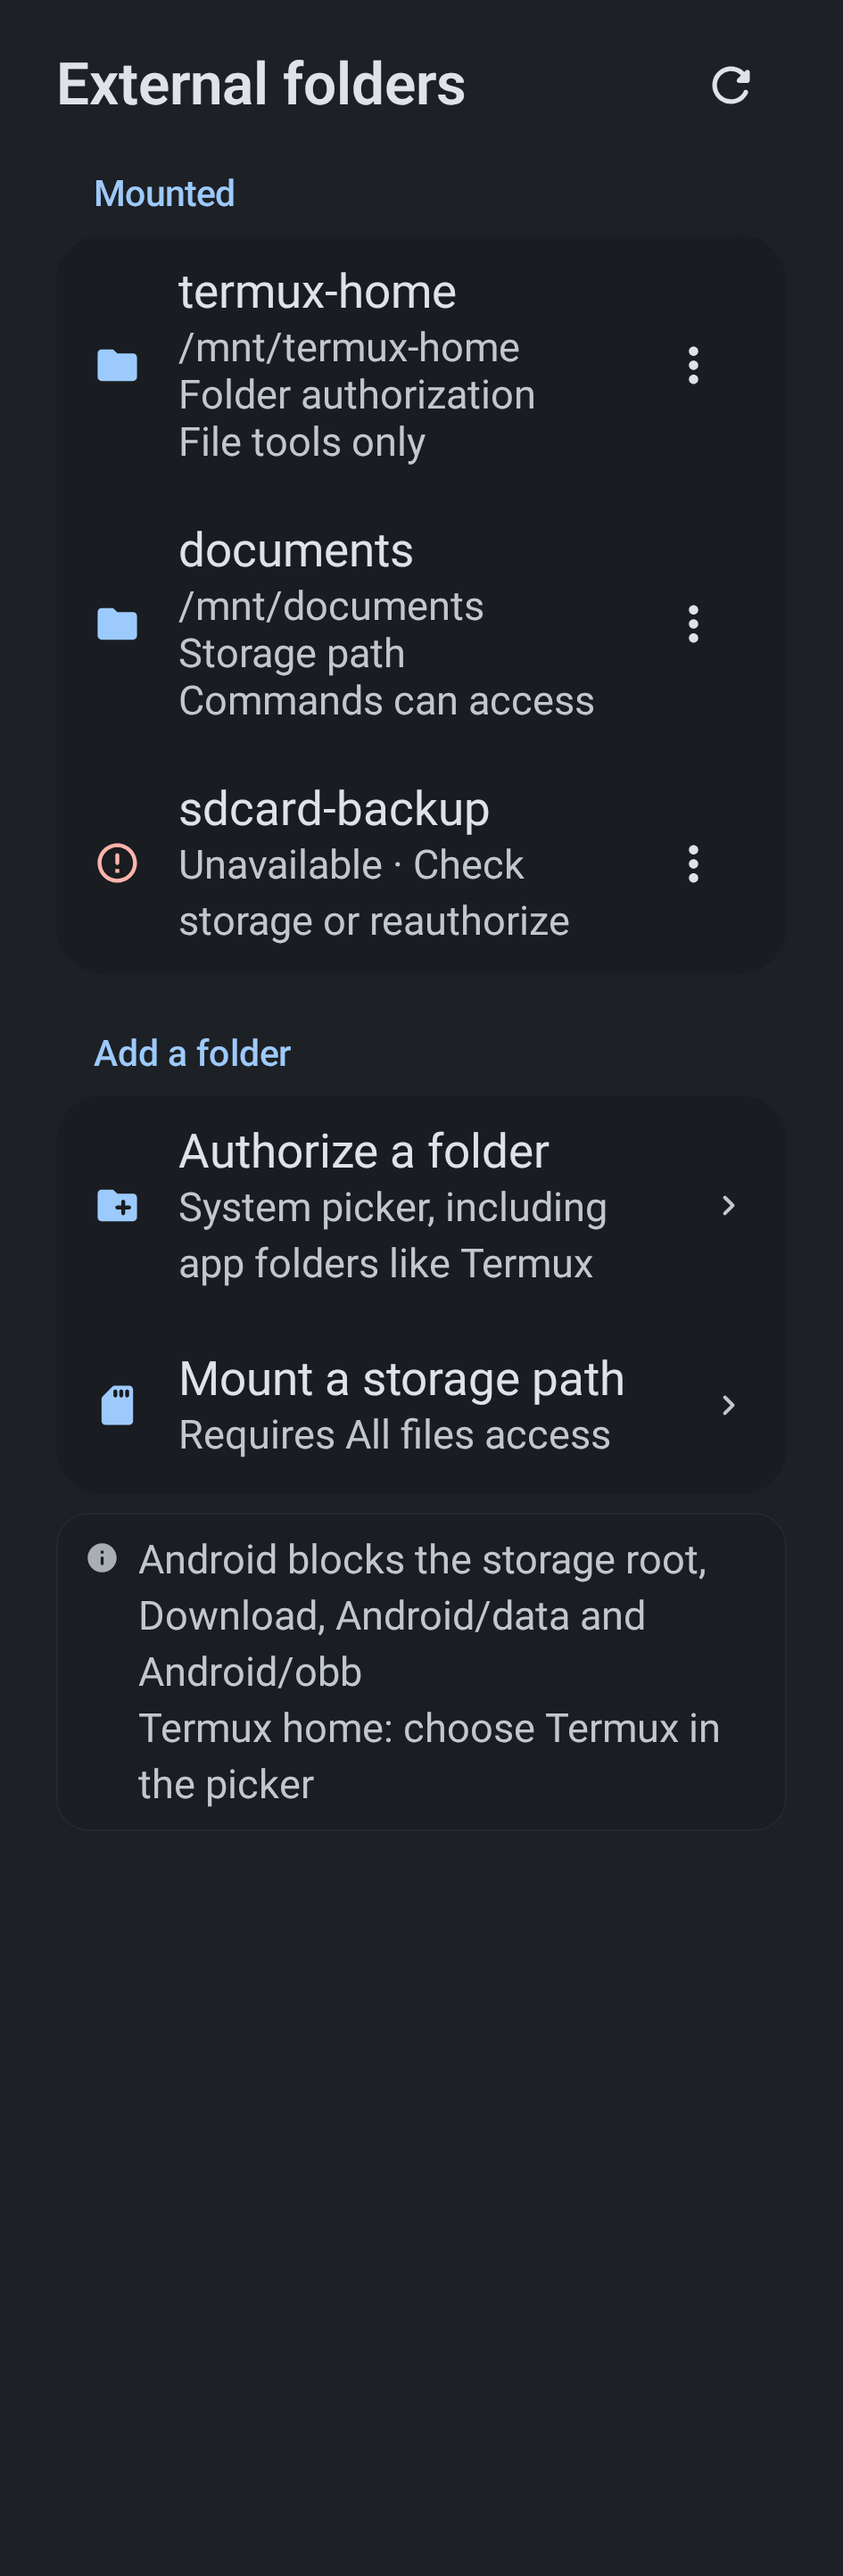 External folders
Mounted
termux-home
/mnt/termux-home
Folder authorization
File tools only
documents
/mnt/documents
Storage path
Commands can access
sdcard-backup
Unavailable · Check
storage or reauthorize
Add a folder
Authorize a folder
System picker, including
app folders like Termux
Mount a storage path
Requires All files access
Android blocks the storage root,
Download, Android/data and
Android/obb
Termux home: choose Termux in
the picker